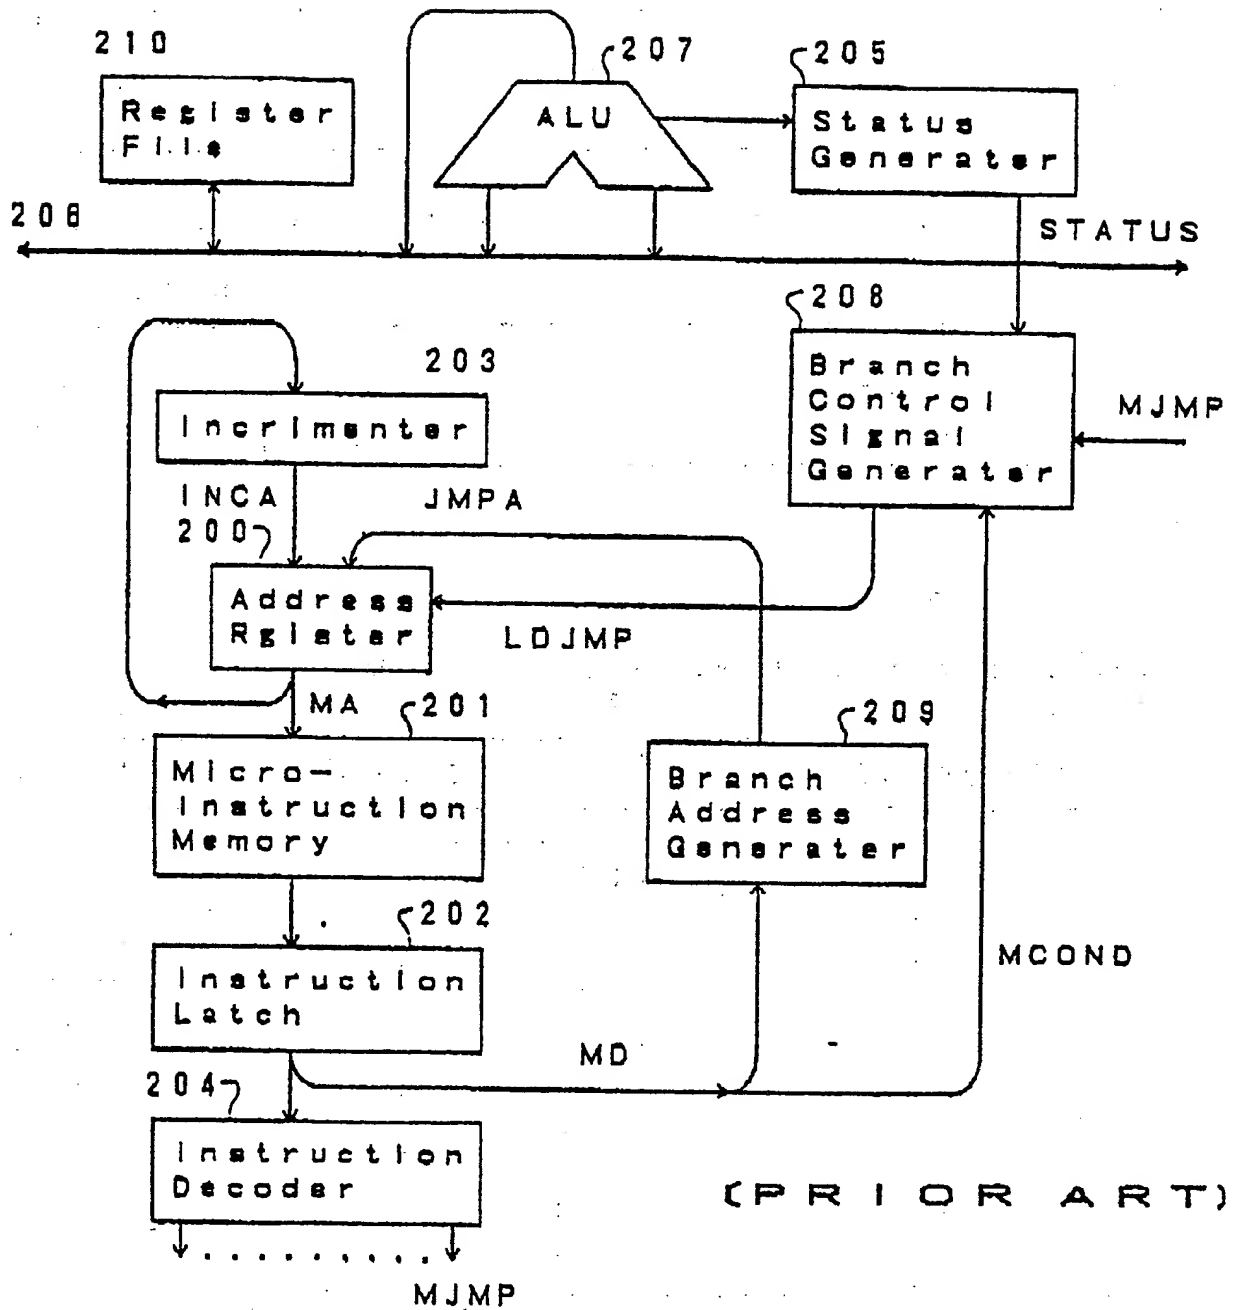 210
207
205
Register
File
ALU
Status
Generater
206
STATUS
208
203
Branch
Control
Signal
Generater
MJMP
Incrimenter
INCA
JMPA
200
Address
Rgister
LDJMP
MA
201
209
Micro-
Instruction
Memory
Branch
Address
Generater
202
Instruction
Latch
MCOND
MD
204
Instruction
Decoder
(PRIOR ART)
MJMP